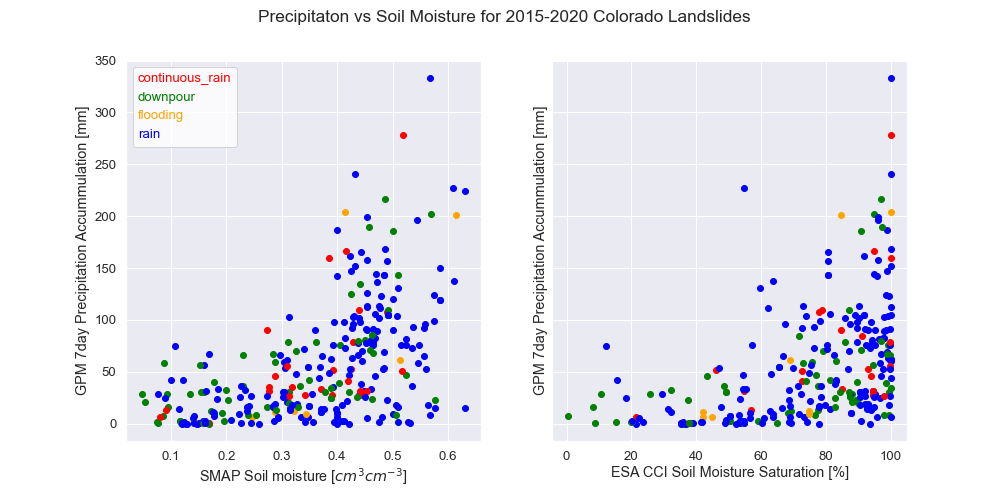 Precipitaton vs Soil Moisture for 2015-2020 Colorado Landslides
GPM 7day Precipitation Accummulation [mm]
350
300
250
200
150
100
50
0
continuous_rain
downpour
flooding
rain
0.1 0.2 0.3 0.4 0.5 0.6
SMAP Soil moisture [cm³cm⁻³]
GPM 7day Precipitation Accummulation [mm]
0 20 40 60 80 100
ESA CCI Soil Moisture Saturation [%]